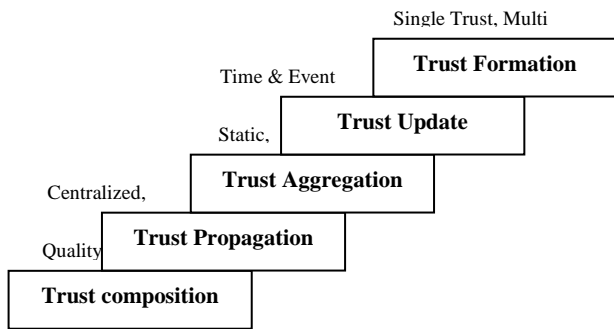 Single Trust, Multi
Trust Formation
Time & Event
Trust Update
Static,
Trust Aggregation
Centralized,
Trust Propagation
Quality
Trust composition